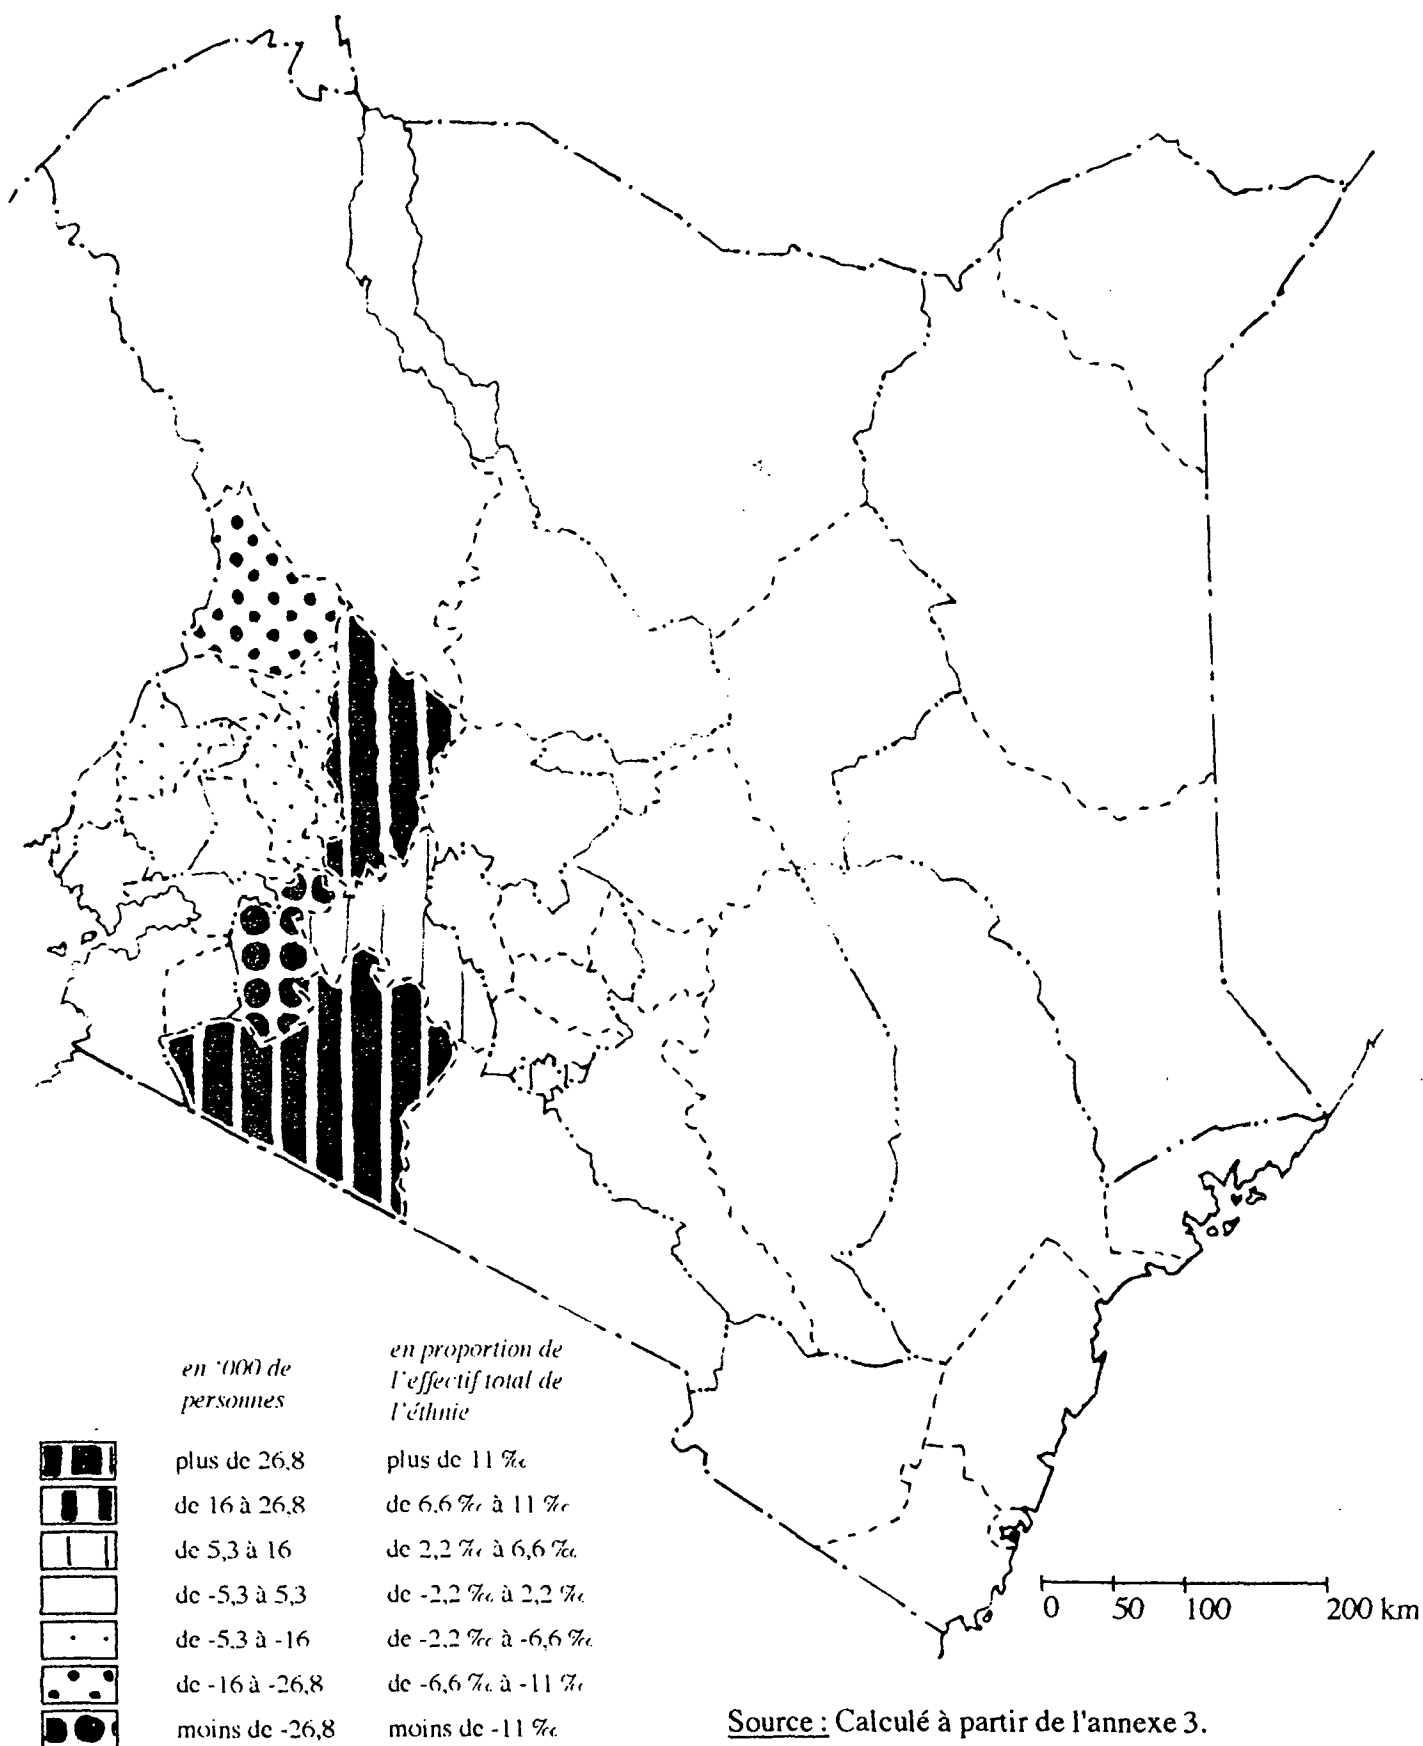 en '000 de
personnes
en proportion de
l'effectif total de
l'éthnie
plus de 26,8 plus de 11 ‰
de 16 à 26,8 de 6,6 ‰ à 11 ‰
de 5,3 à 16 de 2,2 ‰ à 6,6 ‰
de -5,3 à 5,3 de -2,2 ‰ à 2,2 ‰
de -5,3 à -16 de -2,2 ‰ à -6,6 ‰
de -16 à -26,8 de -6,6 ‰ à -11 ‰
moins de -26,8 moins de -11 ‰
0 50 100 200 km
Source : Calculé à partir de l'annexe 3.